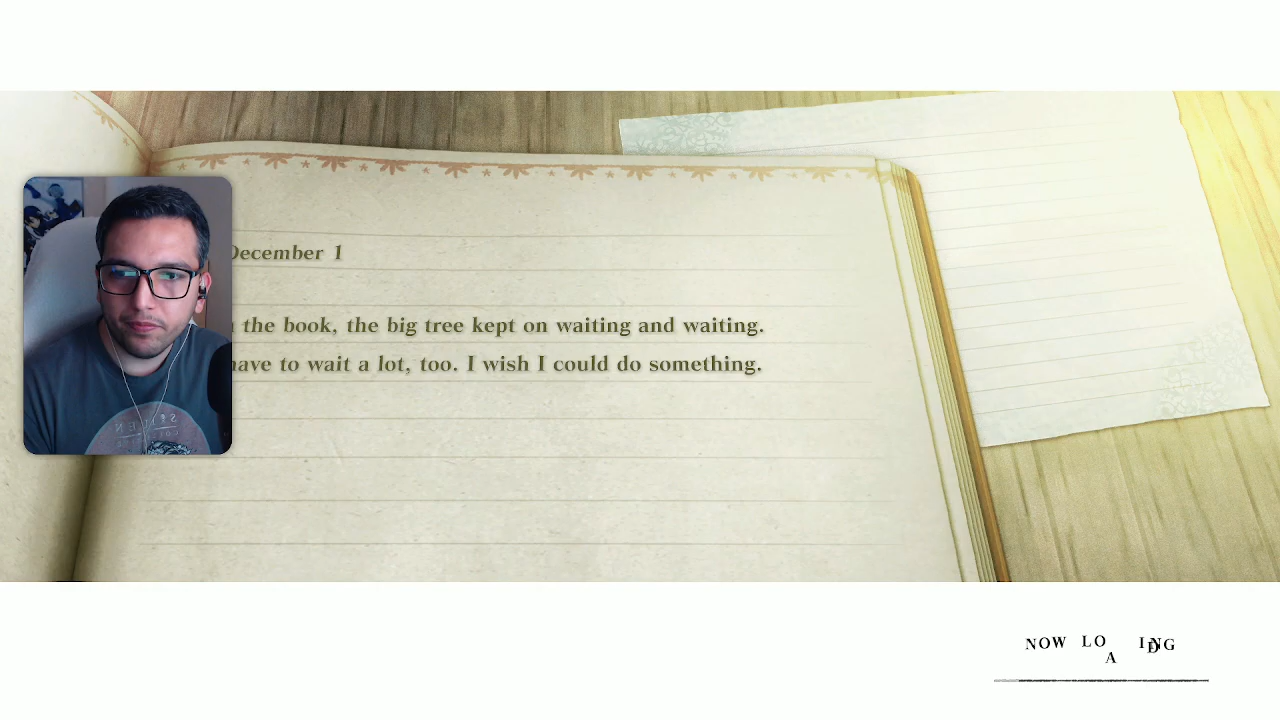 December 1
the book, the big tree kept on waiting and waiting.
have to wait a lot, too. I wish I could do something.
NOW LOADING